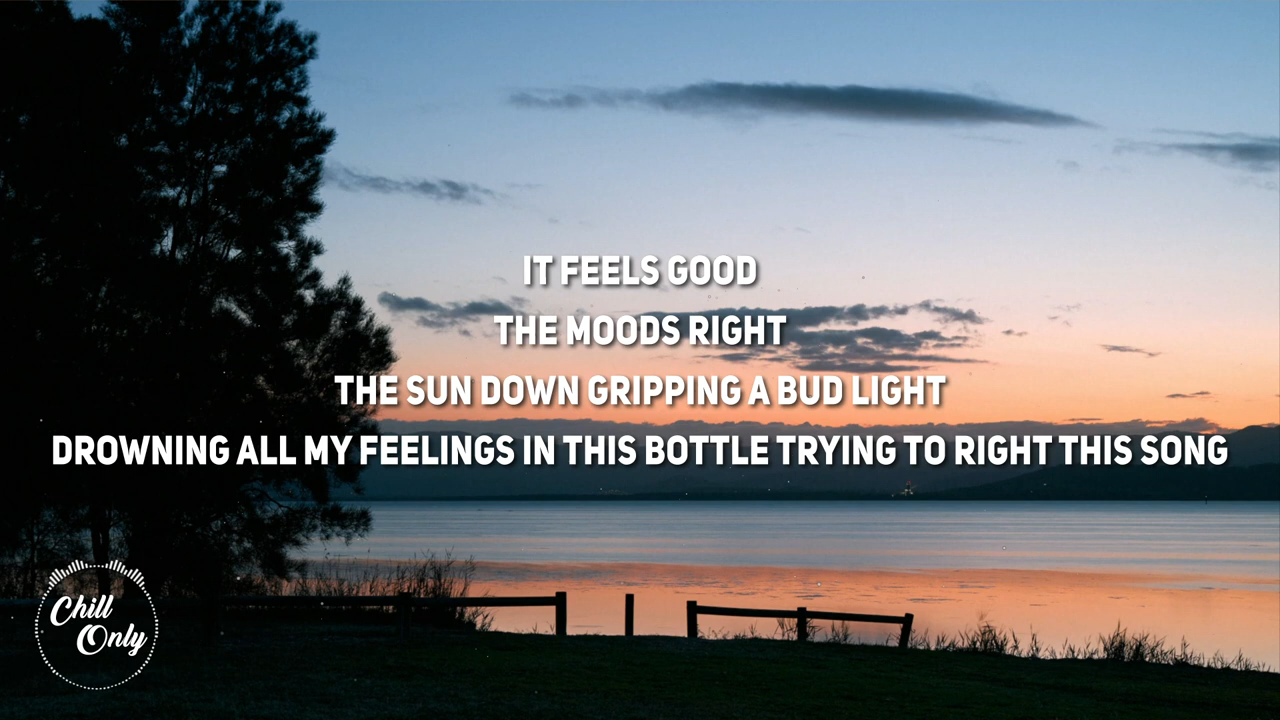 IT FEELS GOOD
THE MOODS RIGHT
THE SUN DOWN GRIPPING A BUD LIGHT
DROWNING ALL MY FEELINGS IN THIS BOTTLE TRYING TO RIGHT THIS SONG
Chill
Only